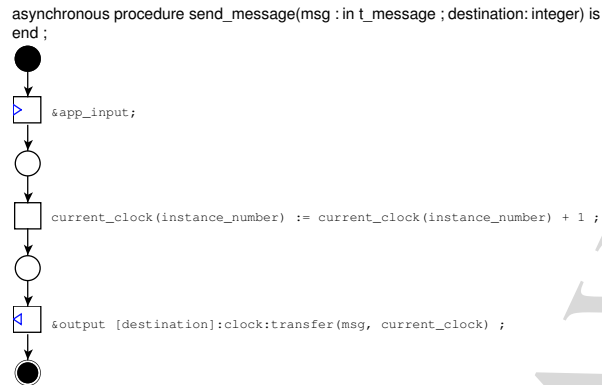 asynchronous procedure send_message(msg : in t_message ; destination: integer) is
end ;
&app_input;
current_clock(instance_number) := current_clock(instance_number) + 1 ;
&output [destination]:clock:transfer(msg, current_clock) ;